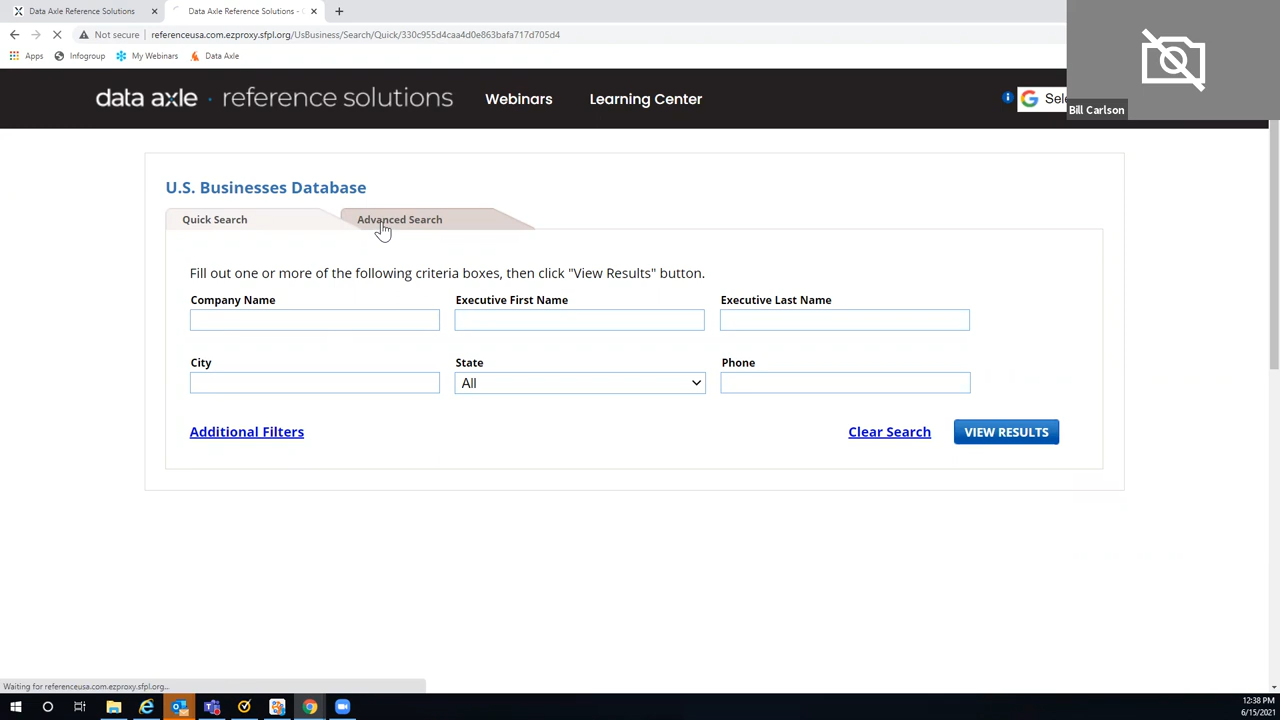 Data Axle Reference Solutions
Data Axle Reference Solutions -
Not secure
referenceusa.com.ezproxy.sfpl.org/UsBusiness/Search/Quick/330c955d4caa4d0e863bafa717d705d4
Apps
Infogroup
My Webinars
Data Axle
data axle · reference solutions
Webinars
Learning Center
Bill Carlson
U.S. Businesses Database
Quick Search
Advanced Search
Fill out one or more of the following criteria boxes, then click "View Results" button.
Company Name
Executive First Name
Executive Last Name
City
State
Phone
All
Additional Filters
Clear Search
VIEW RESULTS
Waiting for referenceusa.com.ezproxy.sfpl.org...
12:38 PM
6/15/2021